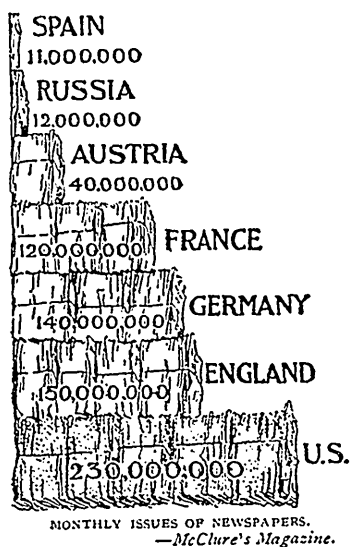 SPAIN
11.000.000
RUSSIA
12.000.000
AUSTRIA
40.000.000
FRANCE
120.000.000
GERMANY
140.000.000
ENGLAND
150.000.000
U.S.
230.000.000
MONTHLY ISSUES OF NEWSPAPERS.
—McClure's Magazine.